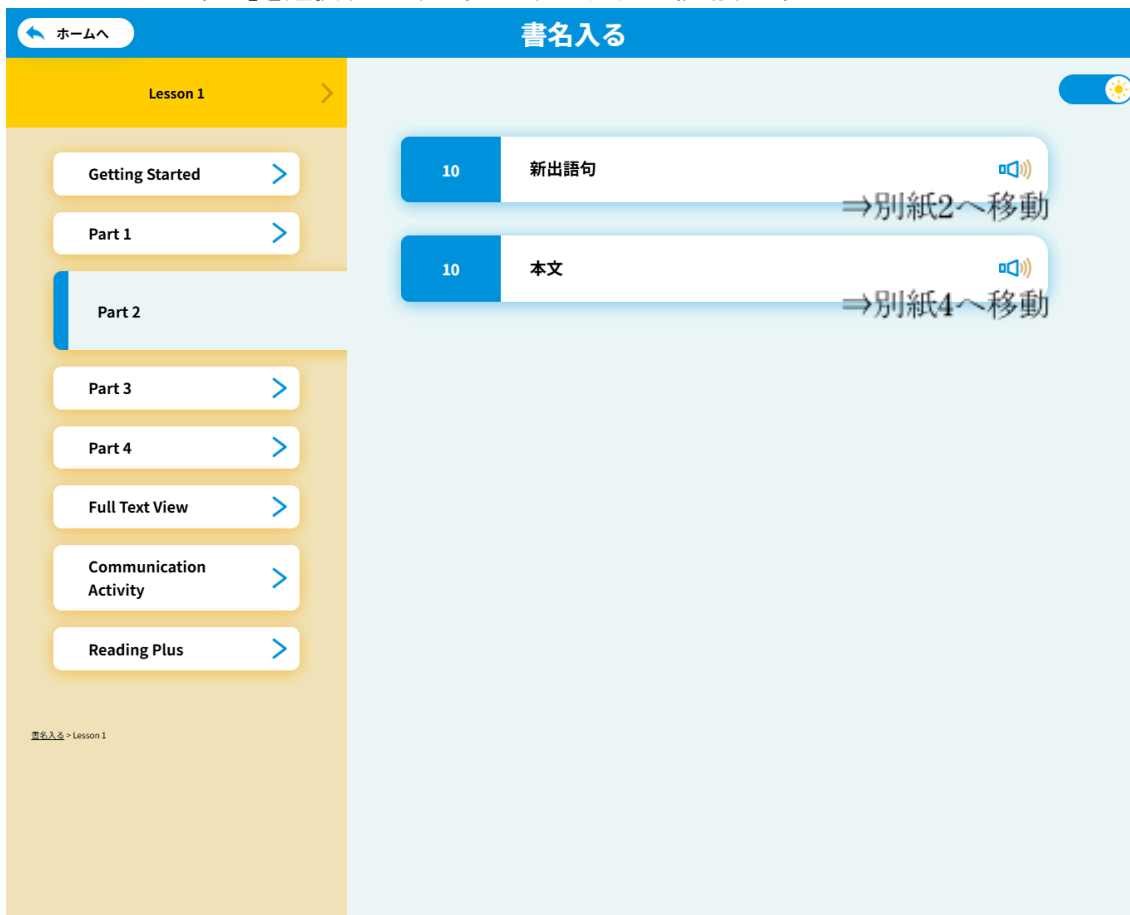 ホームへ
書名入る
Lesson 1
Getting Started
Part 1
Part 2
Part 3
Part 4
Full Text View
Communication
Activity
Reading Plus
書名入る > Lesson 1
10 新出語句
⇒別紙2へ移動
10 本文
⇒別紙4へ移動